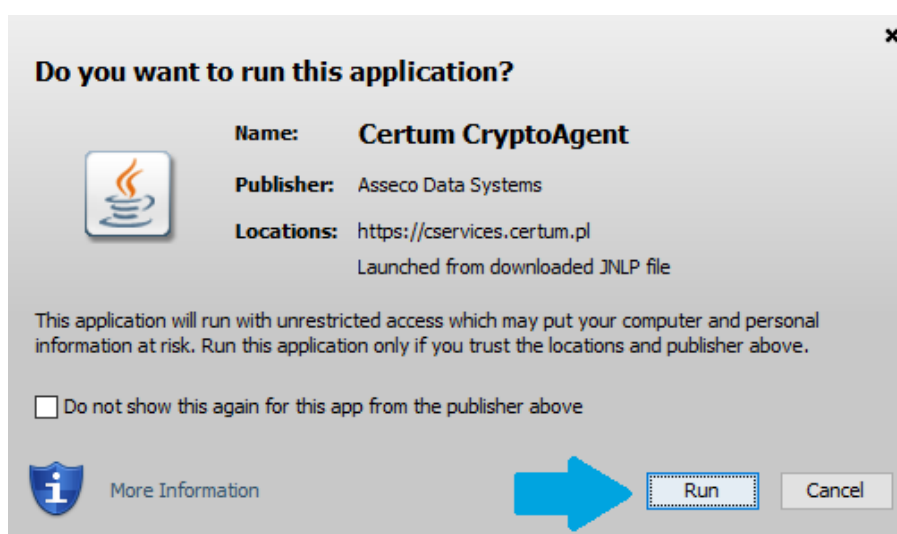 Do you want to run this application?
Name: Certum CryptoAgent
Publisher: Asseco Data Systems
Locations: https://cservices.certum.pl
Launched from downloaded JNLP file
This application will run with unrestricted access which may put your computer and personal
information at risk. Run this application only if you trust the locations and publisher above.
Do not show this again for this app from the publisher above
More Information
Run Cancel